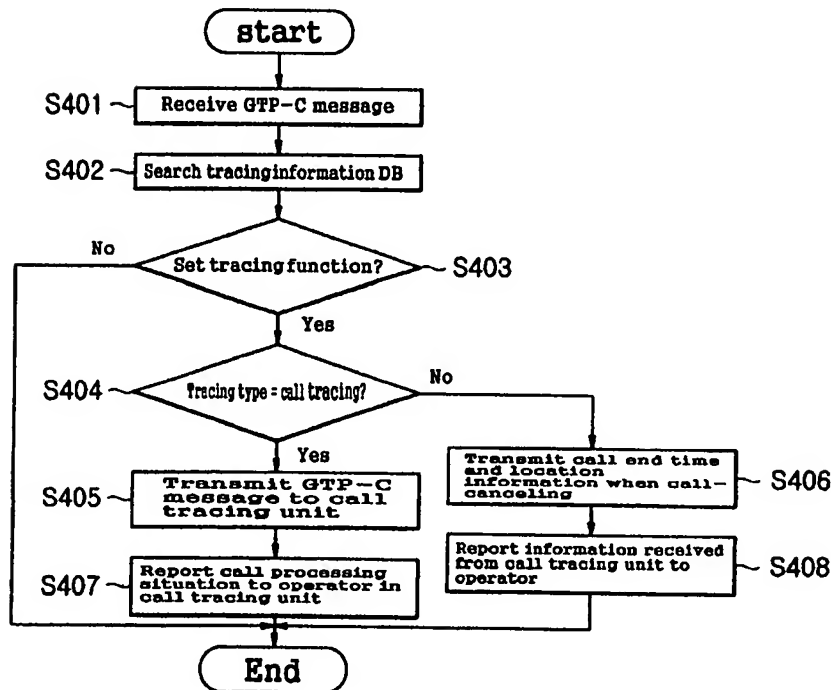 start
S401
Receive GTP-C message
S402
Search tracing information DB
No
Set tracing function?
S403
Yes
S404
Tracing type = call tracing?
No
Yes
S405
Transmit GTP-C
message to call
tracing unit
Transmit call end time
and location
information when call-
canceling
S406
S407
Report call processing
situation to operator in
call tracing unit
Report information received
from call tracing unit to
operator
S408
End